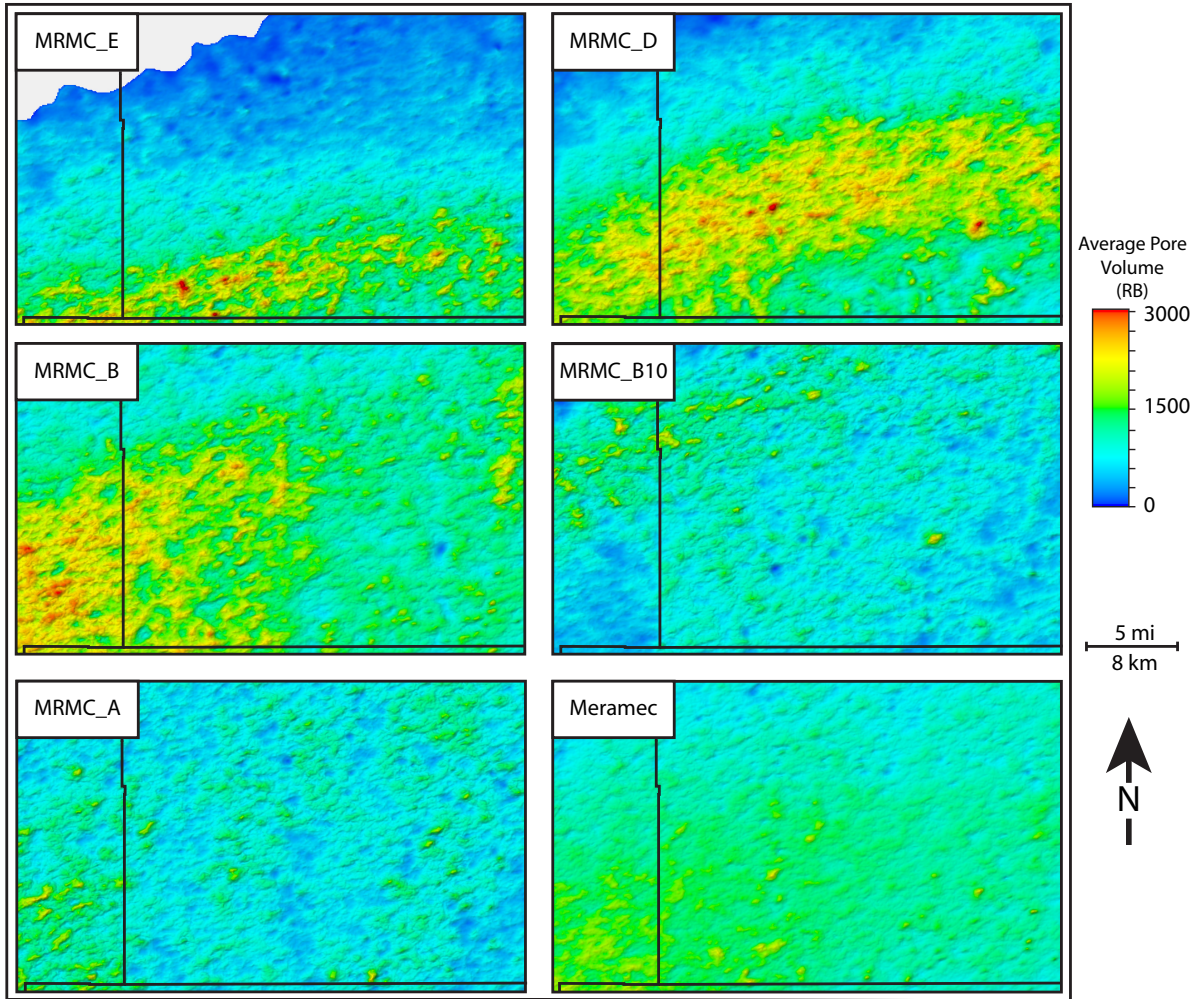 MRMC_E
MRMC_D
MRMC_B
MRMC_B10
MRMC_A
Meramec
Average Pore
Volume
(RB)
3000
1500
0
5 mi
8 km
N